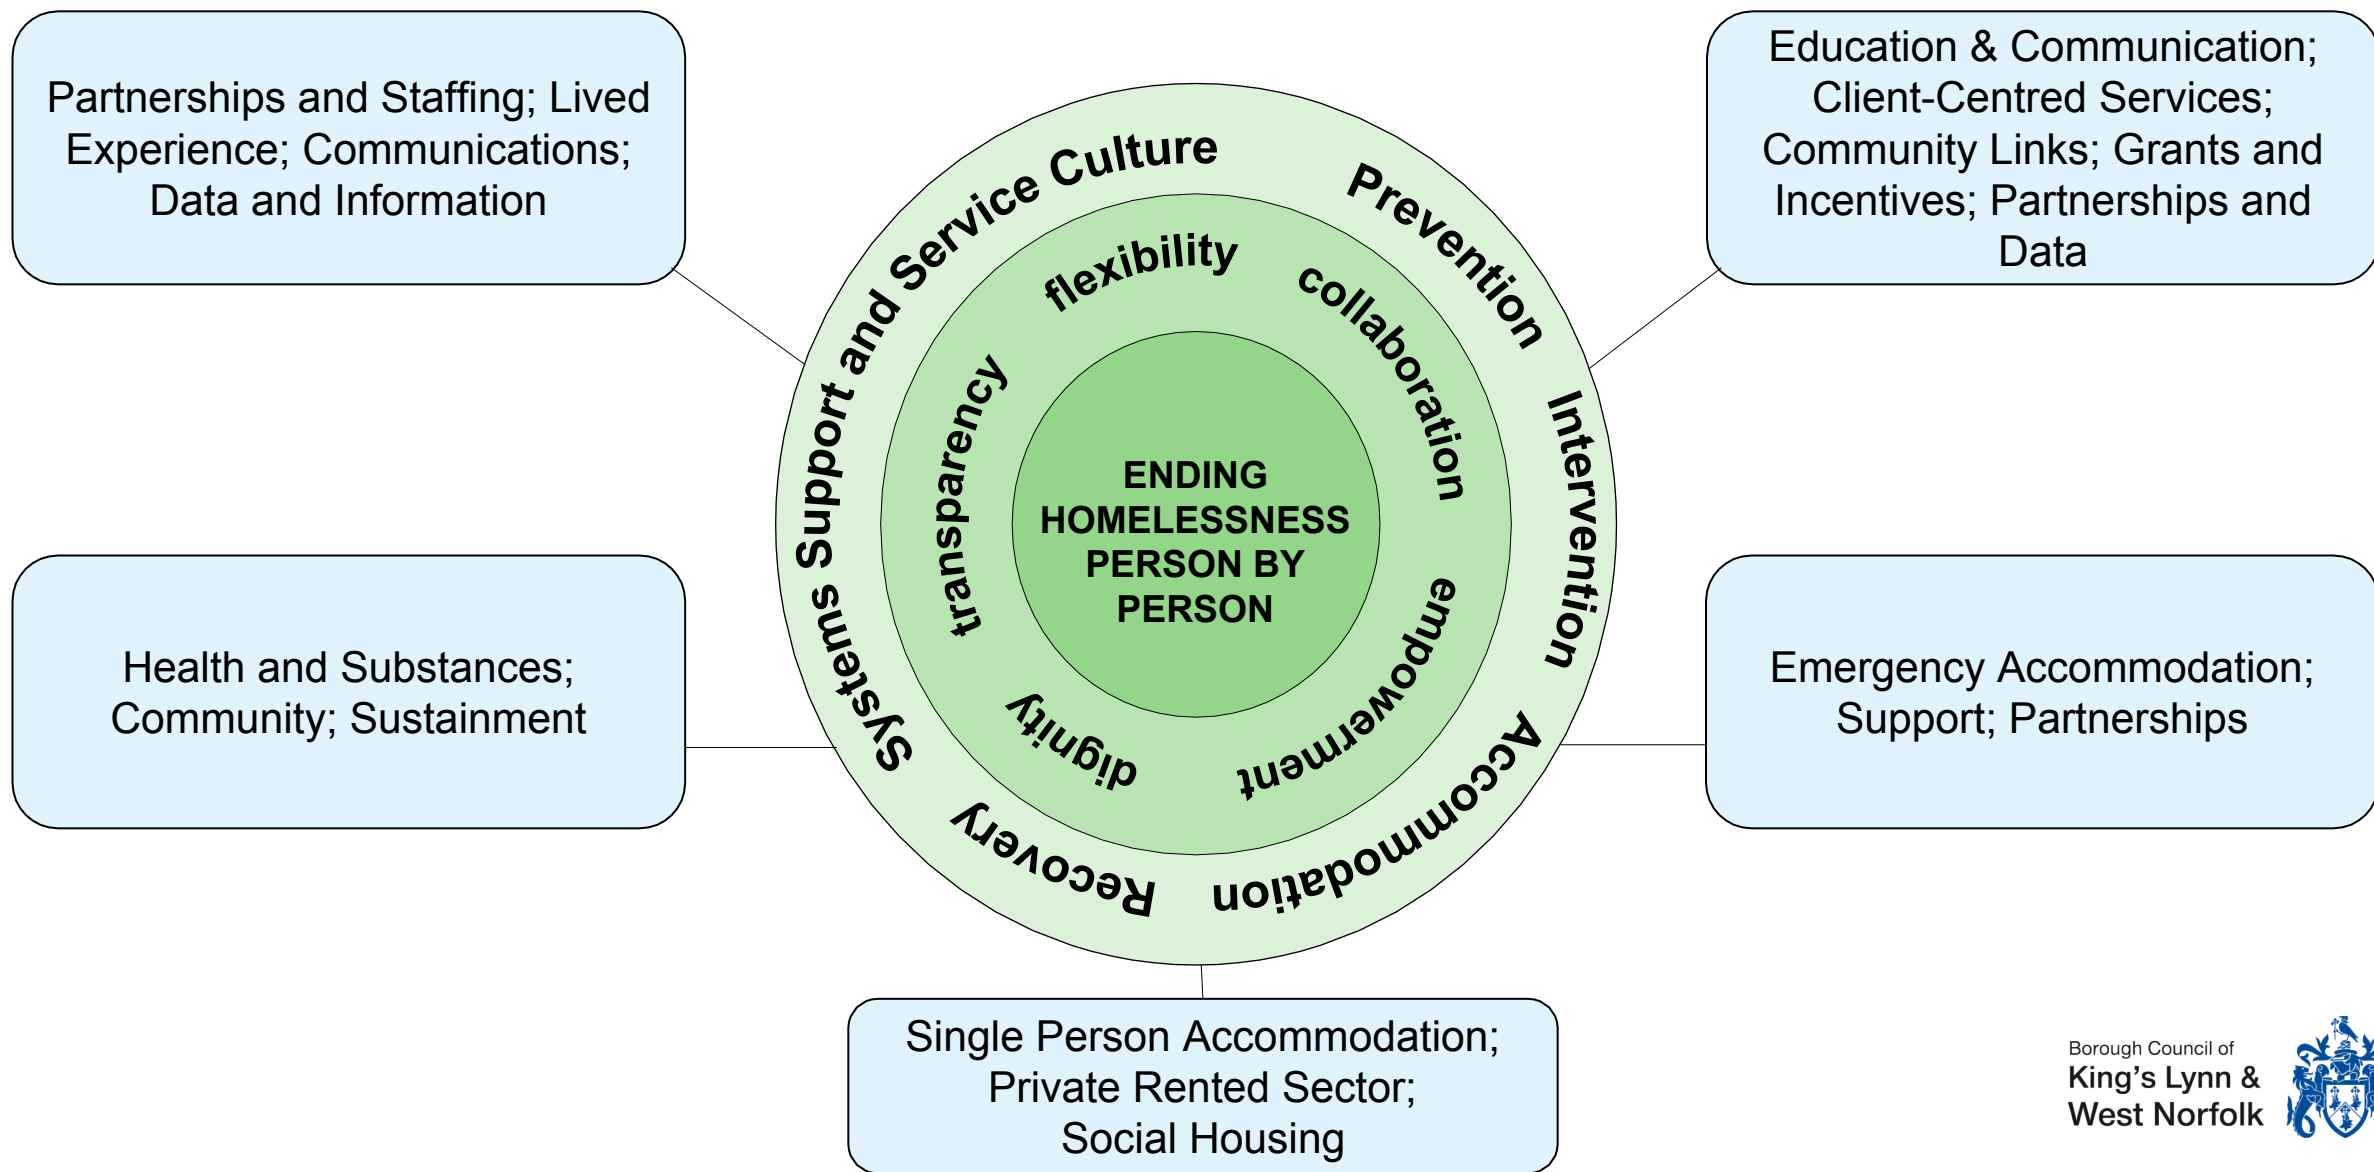 Partnerships and Staffing; Lived
Experience; Communications;
Data and Information
Education & Communication;
Client-Centred Services;
Community Links; Grants and
Incentives; Partnerships and
Data
Systems Support and Service Culture
Prevention
Intervention
Accommodation
Recovery
flexibility
collaboration
empowerment
dignity
transparency
ENDING
HOMELESSNESS
PERSON BY
PERSON
Health and Substances;
Community; Sustainment
Emergency Accommodation;
Support; Partnerships
Single Person Accommodation;
Private Rented Sector;
Social Housing
Borough Council of
King's Lynn &
West Norfolk